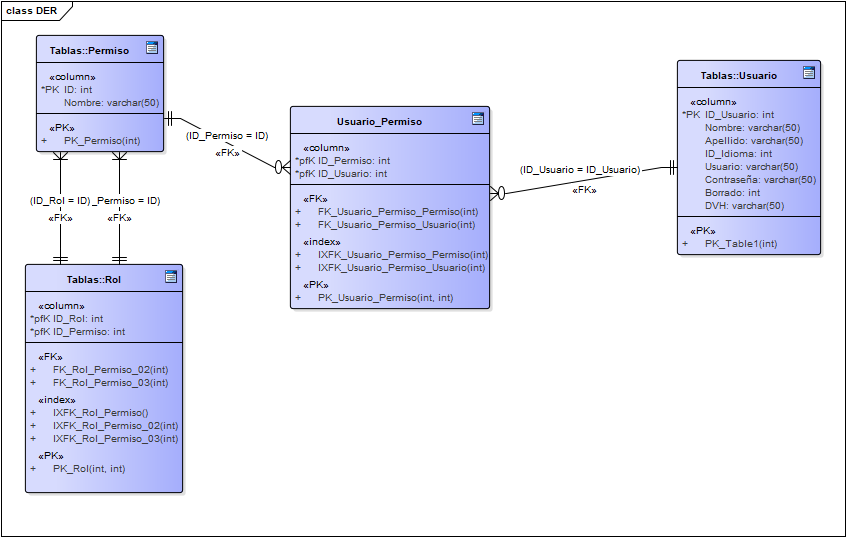 class DER
Tablas::Permiso
«column»
*PK ID: int
Nombre: varchar(50)
«PK»
+ PK_Permiso(int)
(ID_Permiso = ID)
«FK»
Usuario_Permiso
«column»
*pfK ID_Permiso: int
*pfK ID_Usuario: int
«FK»
+ FK_Usuario_Permiso_Permiso(int)
+ FK_Usuario_Permiso_Usuario(int)
«index»
+ IXFK_Usuario_Permiso_Permiso(int)
+ IXFK_Usuario_Permiso_Usuario(int)
«PK»
+ PK_Usuario_Permiso(int, int)
(ID_Usuario = ID_Usuario)
«FK»
Tablas::Usuario
«column»
*PK ID_Usuario: int
Nombre: varchar(50)
Apellido: varchar(50)
ID_Idioma: int
Usuario: varchar(50)
Contraseña: varchar(50)
Borrado: int
DVH: varchar(50)
«PK»
+ PK_Table1(int)
(ID_Rol = ID) _Permiso = ID)
«FK» «FK»
Tablas::Rol
«column»
*pfK ID_Rol: int
*pfK ID_Permiso: int
«FK»
+ FK_Rol_Permiso_02(int)
+ FK_Rol_Permiso_03(int)
«index»
+ IXFK_Rol_Permiso()
+ IXFK_Rol_Permiso_02(int)
+ IXFK_Rol_Permiso_03(int)
«PK»
+ PK_Rol(int, int)